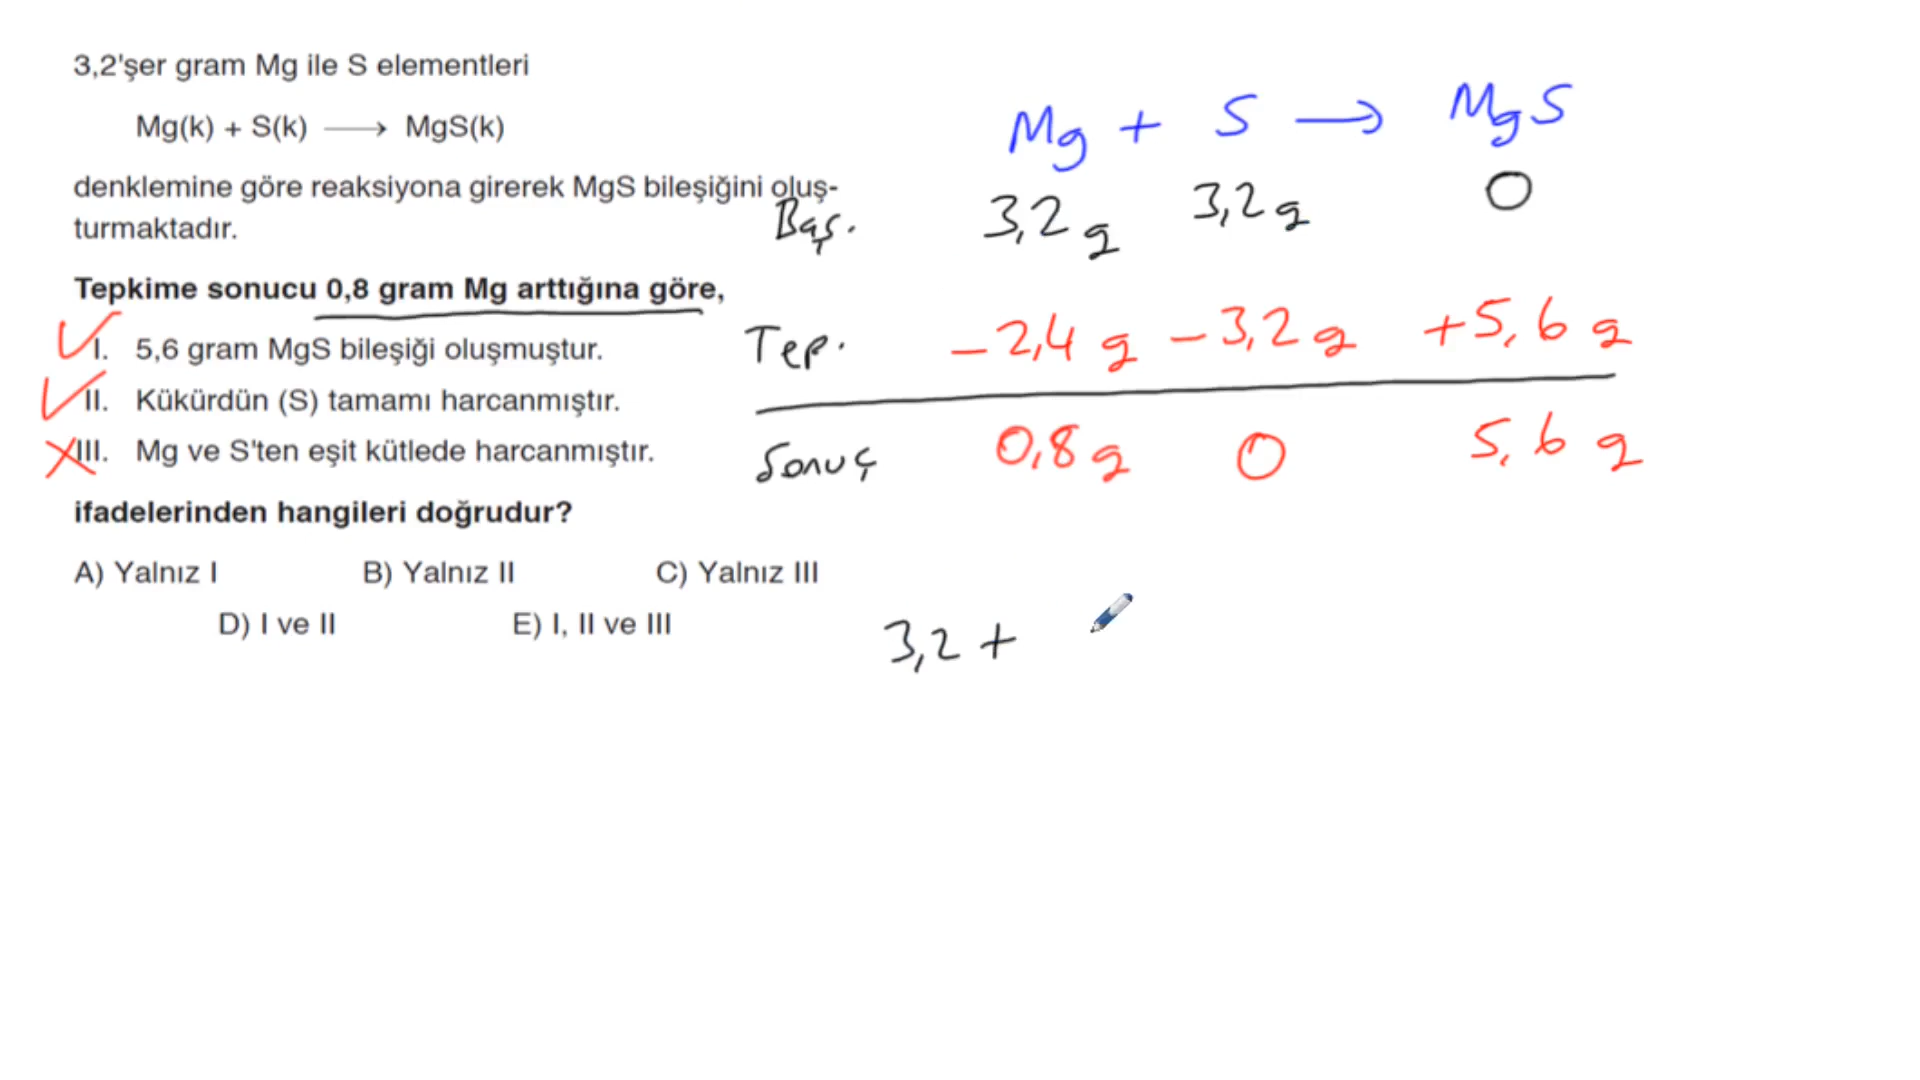 3,2'şer gram Mg ile S elementleri
Mg(k) + S(k) ⟶ MgS(k)
denklemine göre reaksiyona girerek MgS bileşiğini oluş-
turmaktadır.
Tepkime sonucu 0,8 gram Mg arttığına göre,
I. 5,6 gram MgS bileşiği oluşmuştur.
II. Kükürdün (S) tamamı harcanmıştır.
III. Mg ve S'ten eşit kütlede harcanmıştır.
ifadelerinden hangileri doğrudur?
A) Yalnız I B) Yalnız II C) Yalnız III
D) I ve II E) I, II ve III
Mg + S → MgS
Baş. 3,2 g 3,2 g 0
Tep. -2,4 g -3,2 g +5,6 g
Sonuç 0,8 g 0 5,6 g
3,2 +